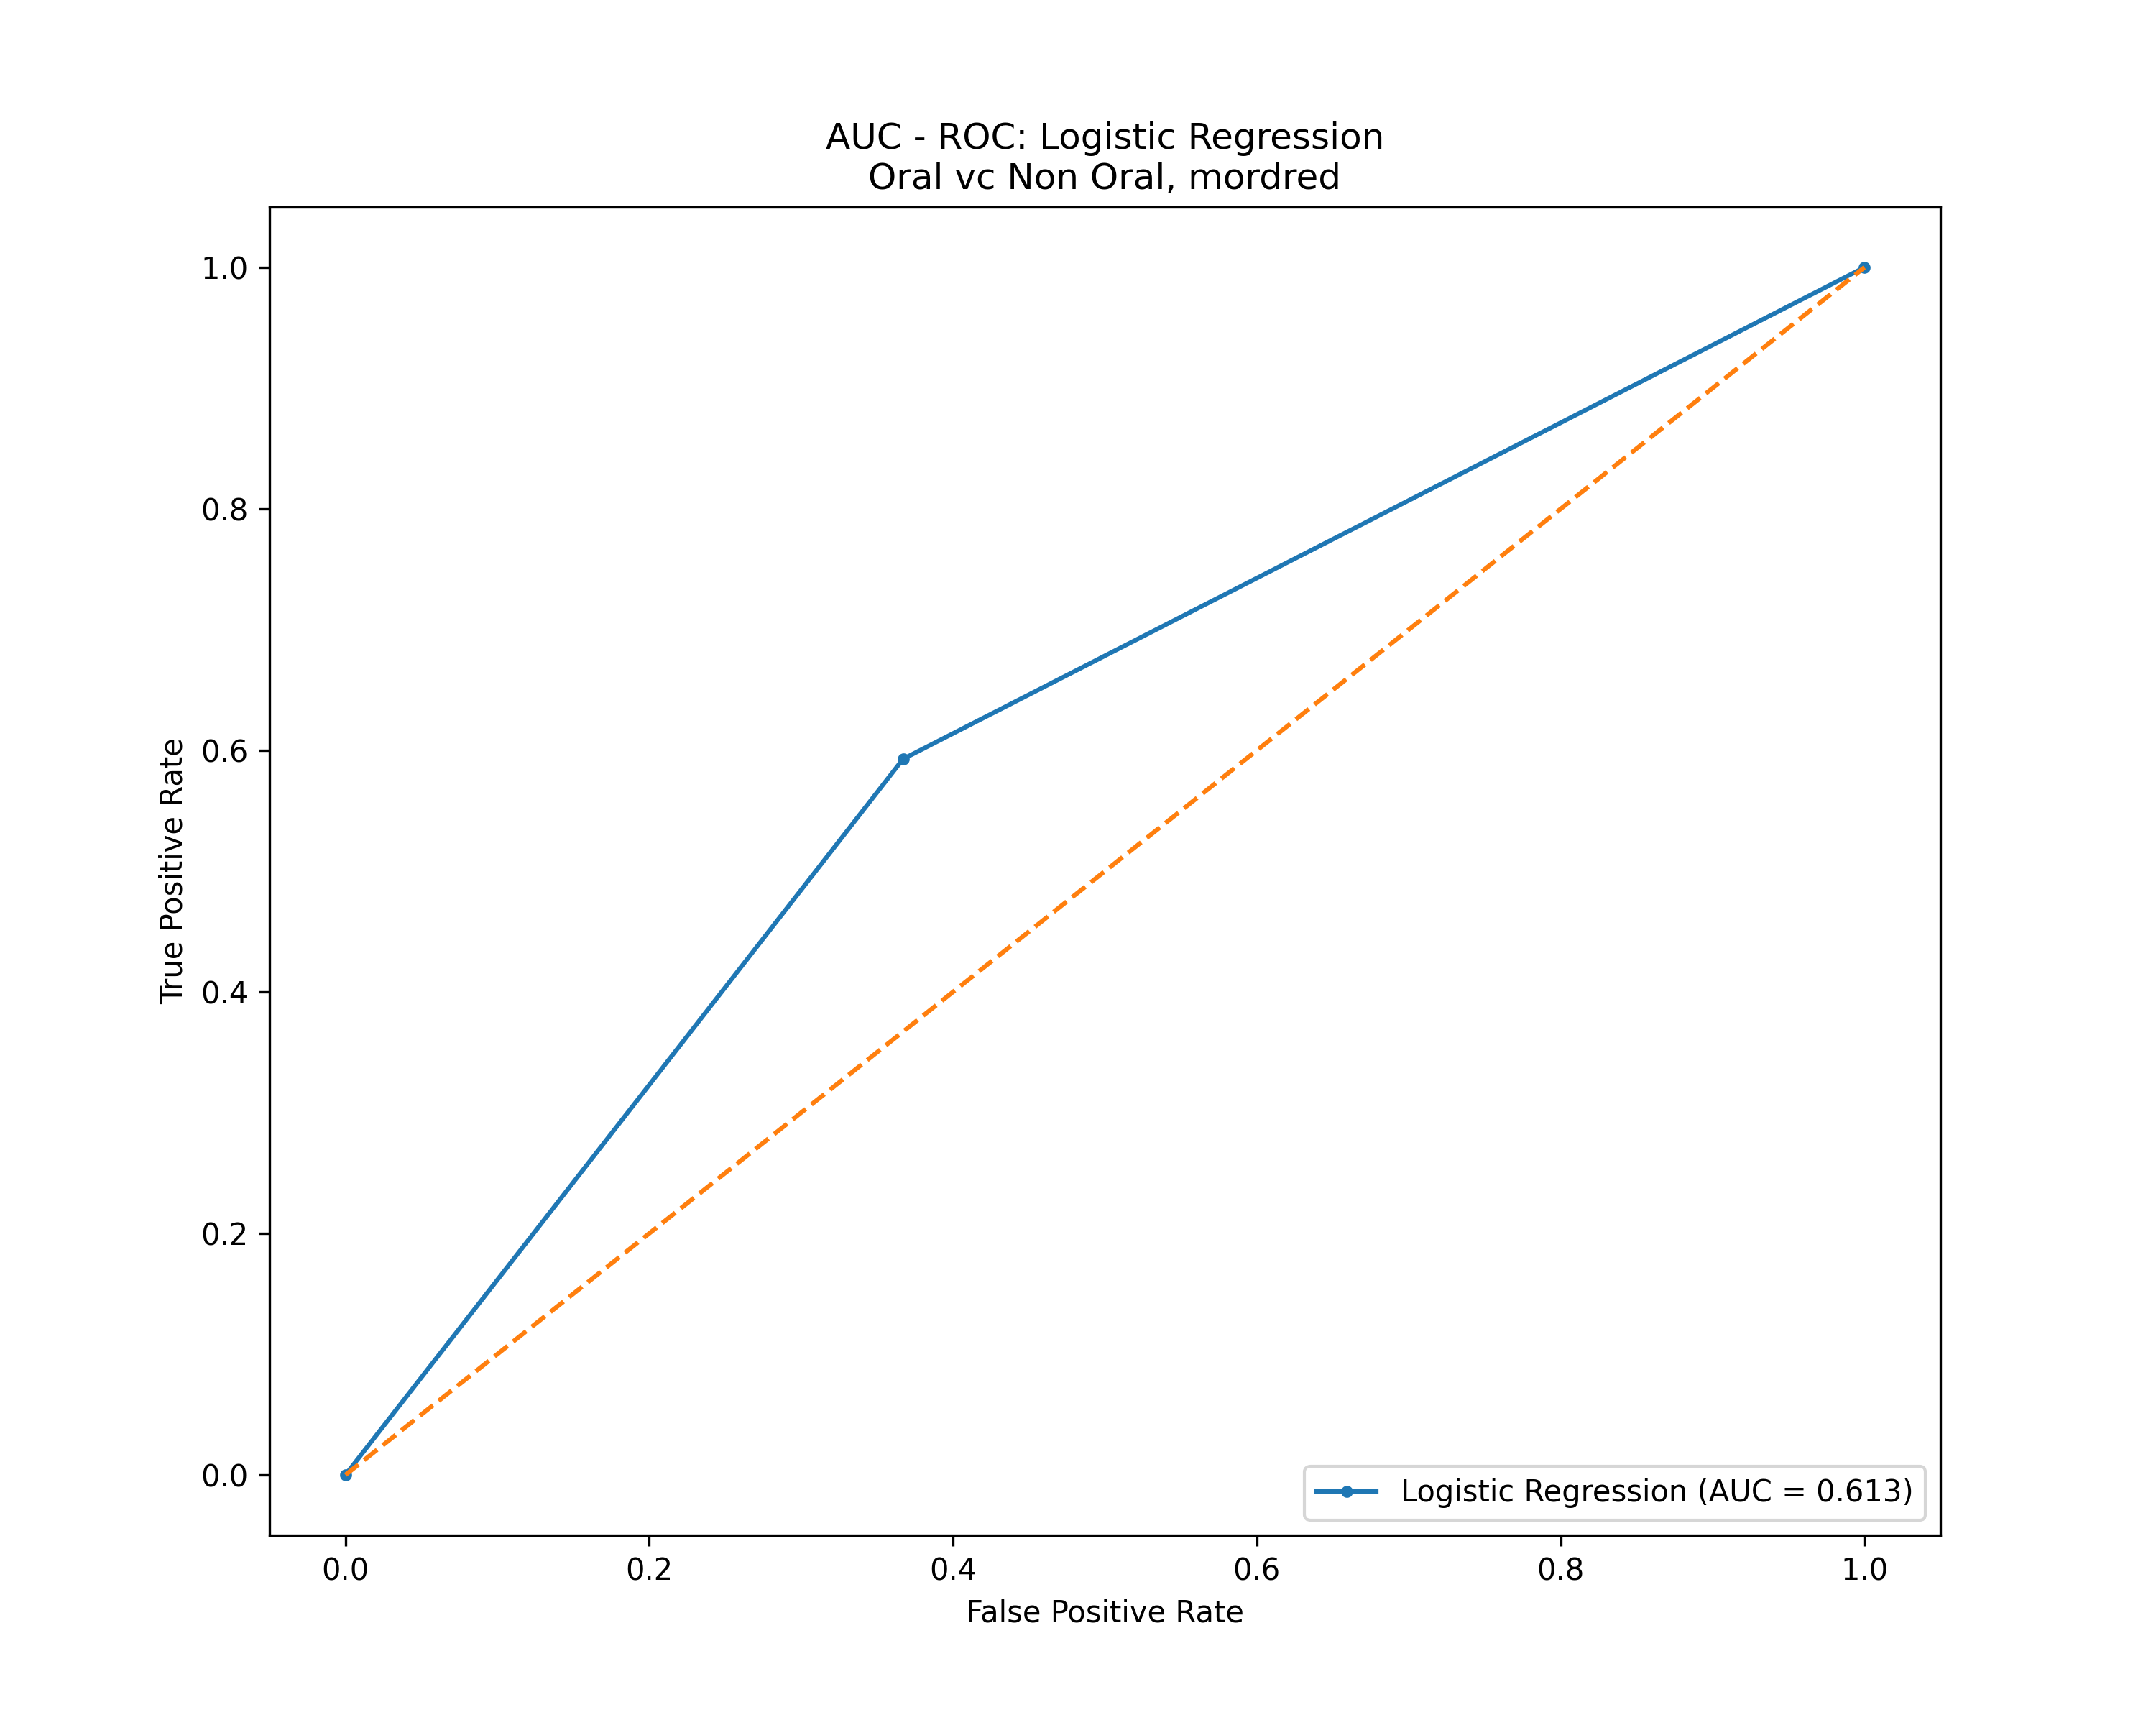 AUC - ROC: Logistic Regression
Oral vc Non Oral, mordred
True Positive Rate
1.0
0.8
0.6
0.4
0.2
0.0
Logistic Regression (AUC = 0.613)
0.0 0.2 0.4 0.6 0.8 1.0
False Positive Rate